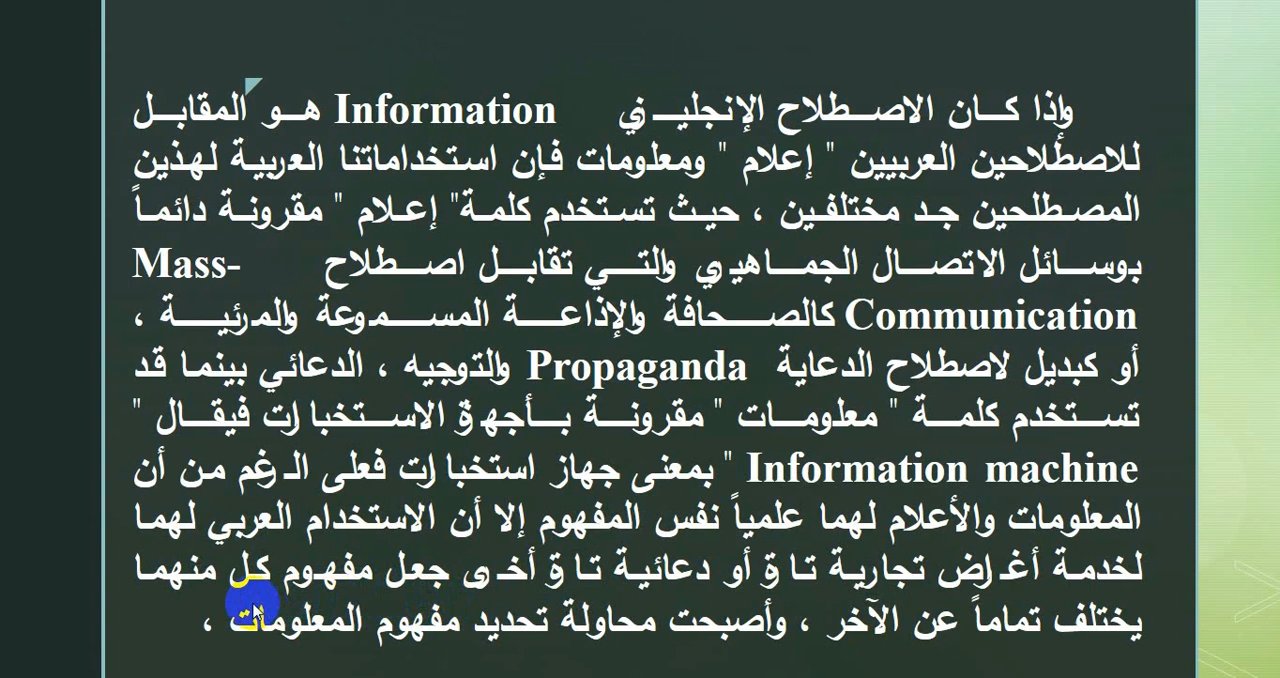 وإذا كان الاصطلاح الإنجليزي Information هو المقابل
للاصطلاحين العربيين " إعلام " ومعلومات فإن استخداماتنا العربية لهذين
المصطلحين جد مختلفين ، حيث تستخدم كلمة" إعلام " مقرونة دائماً
بوسائل الاتصال الجماهيري والتي تقابل اصطلاح Mass-
Communication كالصحافة والإذاعة المسموعة والمرئية ،
أو كبديل لاصطلاح الدعاية Propaganda والتوجيه ، الدعائي بينما قد
تستخدم كلمة " معلومات " مقرونة بأجهزة الاستخبارات فيقال "
Information machine " بمعنى جهاز استخبارات فعلى الرغم من أن
المعلومات والأعلام لهما علمياً نفس المفهوم إلا أن الاستخدام العربي لهما
لخدمة أغراض تجارية تارة أو دعائية تارة أخرى جعل مفهوم كل منهما
يختلف تماماً عن الآخر ، وأصبحت محاولة تحديد مفهوم المعلومات ،